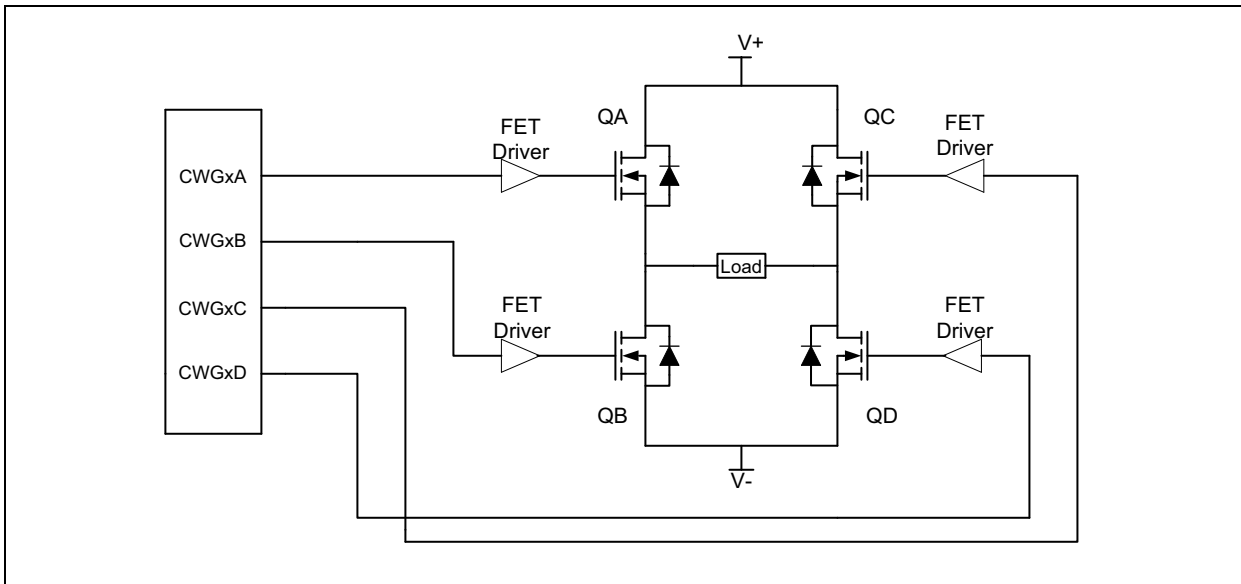 V+
QA
QC
FET
Driver
FET
Driver
CWGxA
CWGxB
Load
CWGxC
FET
Driver
FET
Driver
CWGxD
QB
QD
V-